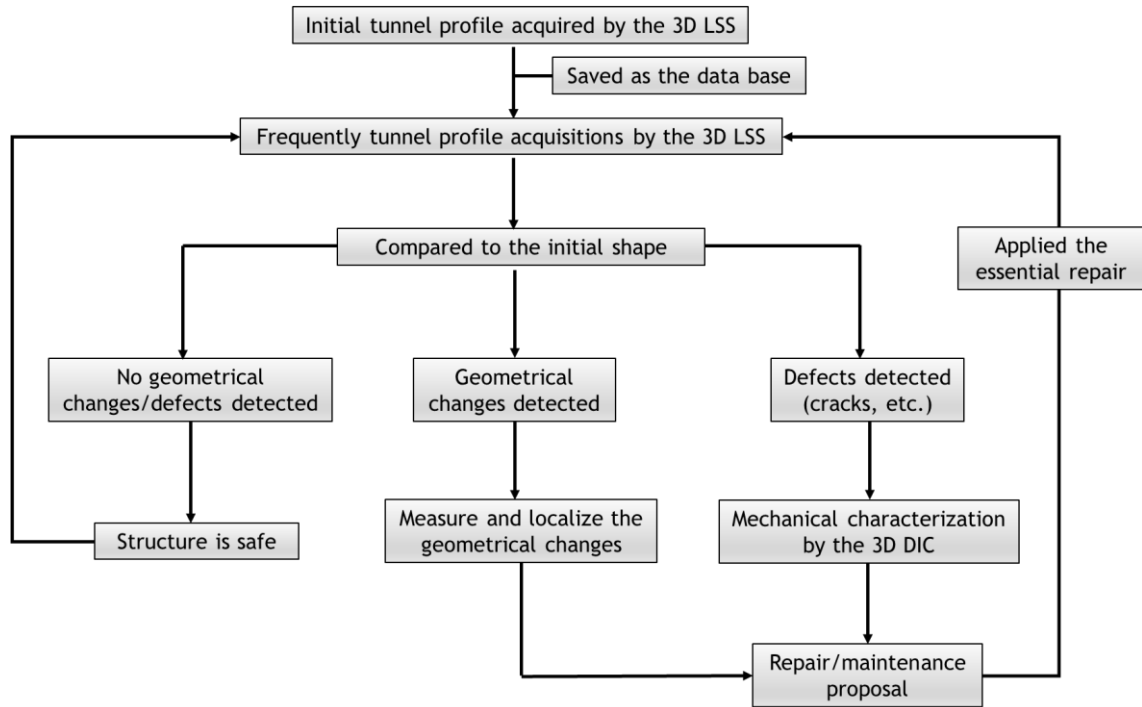 Initial tunnel profile acquired by the 3D LSS
Saved as the data base
Frequently tunnel profile acquisitions by the 3D LSS
Compared to the initial shape
Applied the
essential repair
No geometrical
changes/defects detected
Geometrical
changes detected
Defects detected
(cracks, etc.)
Structure is safe
Measure and localize the
geometrical changes
Mechanical characterization
by the 3D DIC
Repair/maintenance
proposal